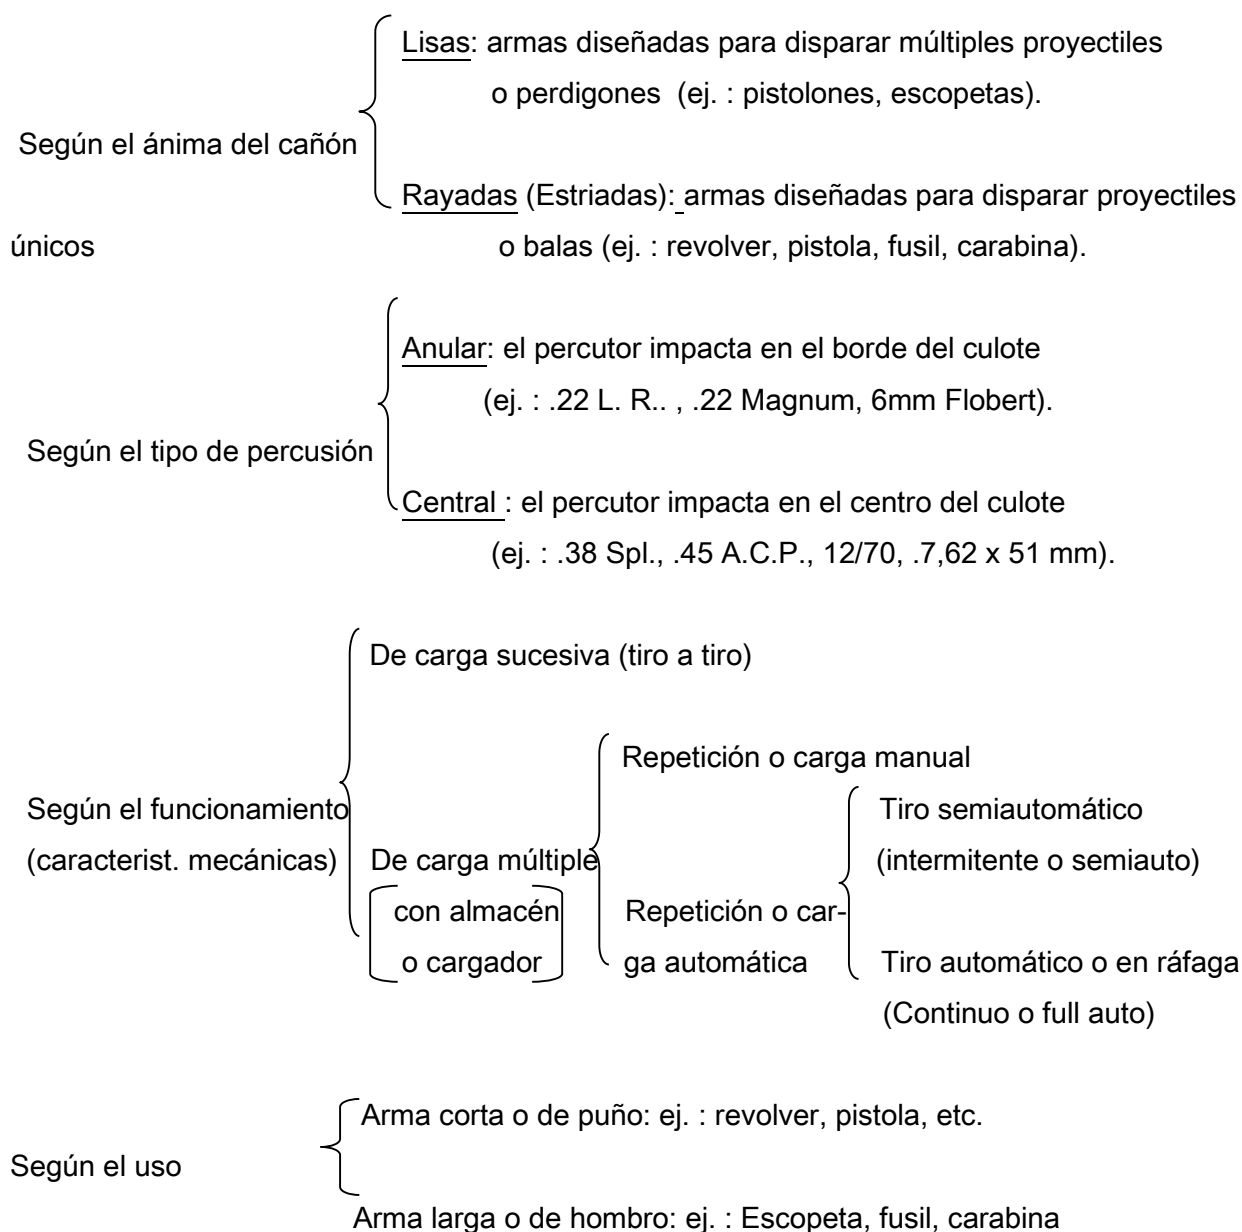 Lisas: armas diseñadas para disparar múltiples proyectiles
o perdigones (ej. : pistolones, escopetas).
Según el ánima del cañón
Rayadas (Estriadas): armas diseñadas para disparar proyectiles
únicos o balas (ej. : revolver, pistola, fusil, carabina).
Anular: el percutor impacta en el borde del culote
(ej. : .22 L. R.. , .22 Magnum, 6mm Flobert).
Según el tipo de percusión
Central : el percutor impacta en el centro del culote
(ej. : .38 Spl., .45 A.C.P., 12/70, .7,62 x 51 mm).
De carga sucesiva (tiro a tiro)
Repetición o carga manual
Según el funcionamiento Tiro semiautomático
(caracterist. mecánicas) De carga múltiple (intermitente o semiauto)
con almacén Repetición o car-
o cargador ga automática Tiro automático o en ráfaga
(Continuo o full auto)
Arma corta o de puño: ej. : revolver, pistola, etc.
Según el uso
Arma larga o de hombro: ej. : Escopeta, fusil, carabina